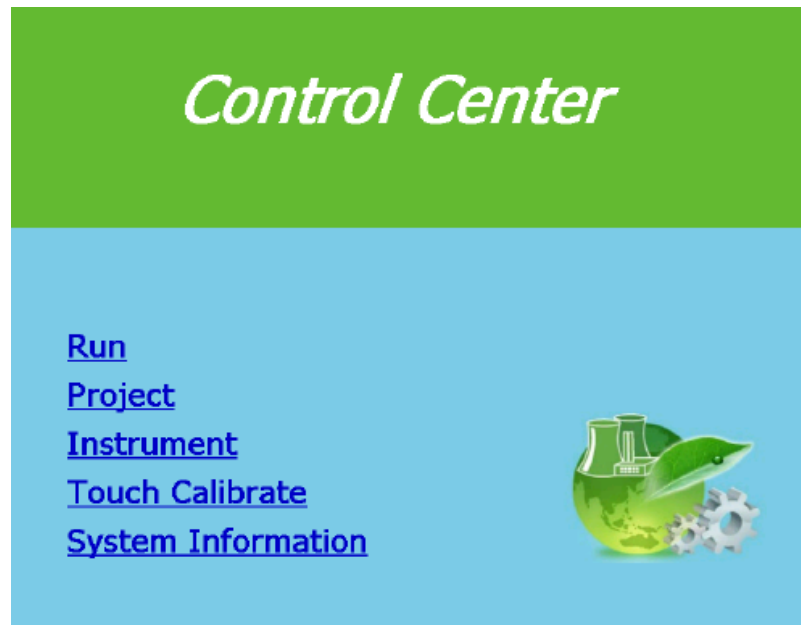 Control Center
Run
Project
Instrument
Touch Calibrate
System Information